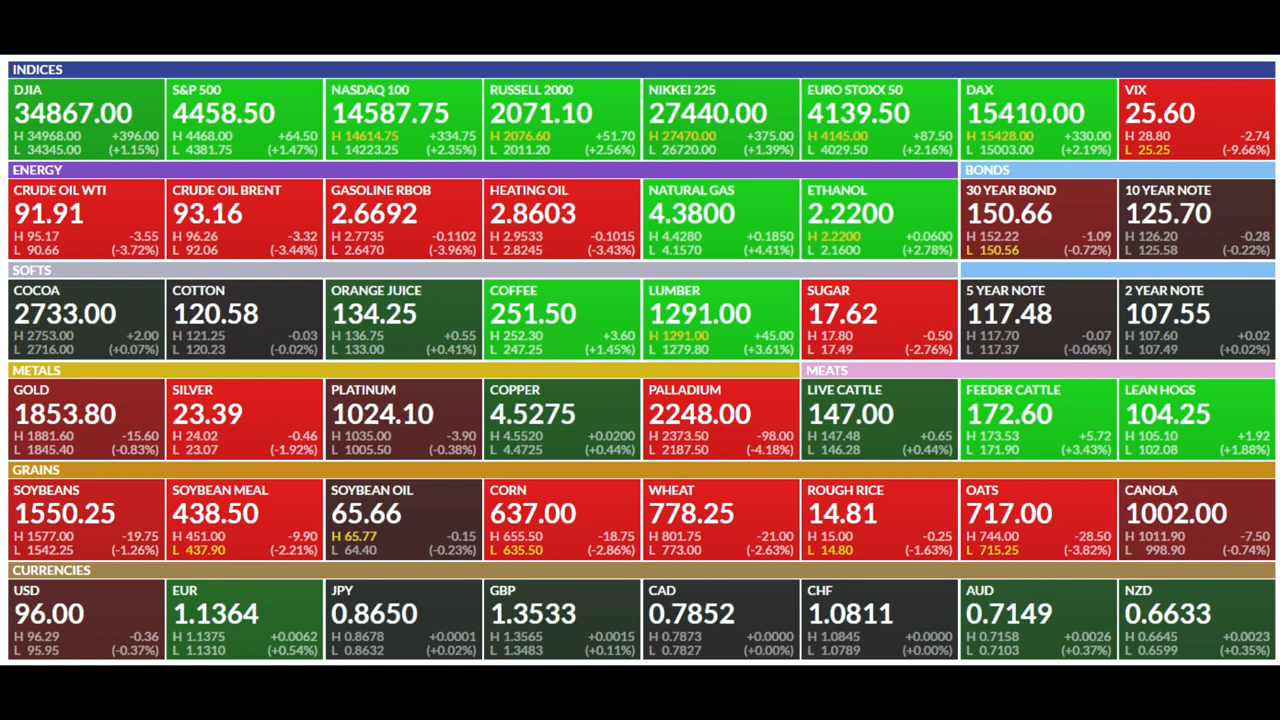 INDICES
DJIA
34867.00
H 34968.00 +396.00
L 34345.00 (+1.15%)
S&P 500
4458.50
H 4468.00 +64.50
L 4381.75 (+1.47%)
NASDAQ 100
14587.75
H 14614.75 +334.75
L 14223.25 (+2.35%)
RUSSELL 2000
2071.10
H 2076.60 +51.70
L 2011.20 (+2.56%)
NIKKEI 225
27440.00
H 27470.00 +375.00
L 26720.00 (+1.39%)
EURO STOXX 50
4139.50
H 4145.00 +87.50
L 4029.50 (+2.16%)
DAX
15410.00
H 15428.00 +330.00
L 15003.00 (+2.19%)
VIX
25.60
H 28.80 -2.74
L 25.25 (-9.66%)
ENERGY
CRUDE OIL WTI
91.91
H 95.17 -3.55
L 90.66 (-3.72%)
CRUDE OIL BRENT
93.16
H 96.26 -3.32
L 92.06 (-3.44%)
GASOLINE RBOB
2.6692
H 2.7735 -0.1102
L 2.6470 (-3.96%)
HEATING OIL
2.8603
H 2.9533 -0.1015
L 2.8245 (-3.43%)
NATURAL GAS
4.3800
H 4.4280 +0.1850
L 4.1570 (+4.41%)
ETHANOL
2.2200
H 2.2200 +0.0600
L 2.1600 (+2.78%)
BONDS
30 YEAR BOND
150.66
H 152.22 -1.09
L 150.56 (-0.72%)
10 YEAR NOTE
125.70
H 126.20 -0.28
L 125.58 (-0.22%)
SOFTS
COCOA
2733.00
H 2753.00 +2.00
L 2716.00 (+0.07%)
COTTON
120.58
H 121.25 -0.03
L 120.23 (-0.02%)
ORANGE JUICE
134.25
H 136.75 +0.55
L 133.00 (+0.41%)
COFFEE
251.50
H 252.30 +3.60
L 247.25 (+1.45%)
LUMBER
1291.00
H 1291.00 +45.00
L 1279.80 (+3.61%)
SUGAR
17.62
H 17.80 -0.50
L 17.49 (-2.76%)
5 YEAR NOTE
117.48
H 117.70 -0.07
L 117.37 (-0.06%)
2 YEAR NOTE
107.55
H 107.60 +0.02
L 107.49 (+0.02%)
METALS
GOLD
1853.80
H 1881.60 -15.60
L 1845.40 (-0.83%)
SILVER
23.39
H 24.02 -0.46
L 23.07 (-1.92%)
PLATINUM
1024.10
H 1035.00 -3.90
L 1005.50 (-0.38%)
COPPER
4.5275
H 4.5520 +0.0200
L 4.4725 (+0.44%)
PALLADIUM
2248.00
H 2373.50 -98.00
L 2187.50 (-4.18%)
MEATS
LIVE CATTLE
147.00
H 147.48 +0.65
L 146.28 (+0.44%)
FEEDER CATTLE
172.60
H 173.53 +5.72
L 171.90 (+3.43%)
LEAN HOGS
104.25
H 105.10 +1.92
L 102.08 (+1.88%)
GRAINS
SOYBEANS
1550.25
H 1577.00 -19.75
L 1542.25 (-1.26%)
SOYBEAN MEAL
438.50
H 451.00 -9.90
L 437.90 (-2.21%)
SOYBEAN OIL
65.66
H 65.77 -0.15
L 64.40 (-0.23%)
CORN
637.00
H 655.50 -18.75
L 635.50 (-2.86%)
WHEAT
778.25
H 801.75 -21.00
L 773.00 (-2.63%)
ROUGH RICE
14.81
H 15.00 -0.25
L 14.80 (-1.63%)
OATS
717.00
H 744.00 -28.50
L 715.25 (-3.82%)
CANOLA
1002.00
H 1011.90 -7.50
L 998.90 (-0.74%)
CURRENCIES
USD
96.00
H 96.29 -0.36
L 95.95 (-0.37%)
EUR
1.1364
H 1.1375 +0.0062
L 1.1310 (+0.54%)
JPY
0.8650
H 0.8678 +0.0001
L 0.8632 (+0.02%)
GBP
1.3533
H 1.3565 +0.0015
L 1.3483 (+0.11%)
CAD
0.7852
H 0.7873 +0.0000
L 0.7827 (+0.00%)
CHF
1.0811
H 1.0845 +0.0000
L 1.0789 (+0.00%)
AUD
0.7149
H 0.7158 +0.0026
L 0.7103 (+0.37%)
NZD
0.6633
H 0.6645 +0.0023
L 0.6599 (+0.35%)